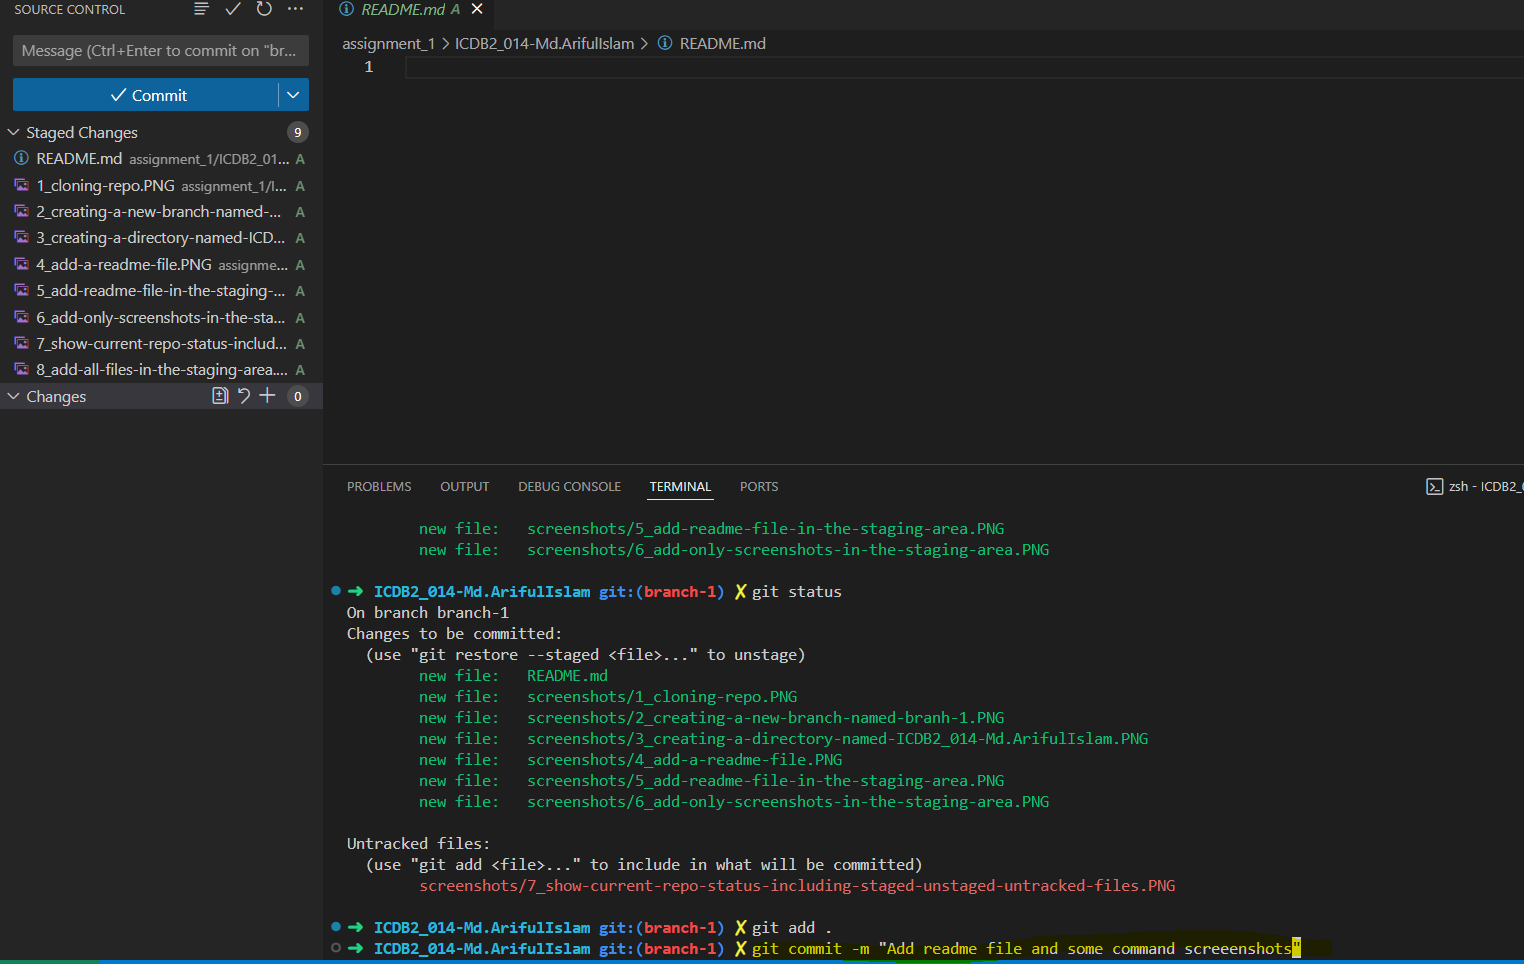 SOURCE CONTROL
README.md A
Message (Ctrl+Enter to commit on "br...
assignment_1 > ICDB2_014-Md.ArifulIslam > README.md
1
Commit
Staged Changes 9
README.md assignment_1/ICDB2_01... A
1_cloning-repo.PNG assignment_1/I... A
2_creating-a-new-branch-named-... A
3_creating-a-directory-named-ICD... A
4_add-a-readme-file.PNG assignme... A
5_add-readme-file-in-the-staging-... A
6_add-only-screenshots-in-the-sta... A
7_show-current-repo-status-includ... A
8_add-all-files-in-the-staging-area.... A
Changes 0
PROBLEMS OUTPUT DEBUG CONSOLE TERMINAL PORTS
zsh - ICDB2_
new file: screenshots/5_add-readme-file-in-the-staging-area.PNG
new file: screenshots/6_add-only-screenshots-in-the-staging-area.PNG
→ ICDB2_014-Md.ArifulIslam git:(branch-1) ✗ git status
On branch branch-1
Changes to be committed:
(use "git restore --staged <file>..." to unstage)
new file: README.md
new file: screenshots/1_cloning-repo.PNG
new file: screenshots/2_creating-a-new-branch-named-branh-1.PNG
new file: screenshots/3_creating-a-directory-named-ICDB2_014-Md.ArifulIslam.PNG
new file: screenshots/4_add-a-readme-file.PNG
new file: screenshots/5_add-readme-file-in-the-staging-area.PNG
new file: screenshots/6_add-only-screenshots-in-the-staging-area.PNG
Untracked files:
(use "git add <file>..." to include in what will be committed)
screenshots/7_show-current-repo-status-including-staged-unstaged-untracked-files.PNG
→ ICDB2_014-Md.ArifulIslam git:(branch-1) ✗ git add .
→ ICDB2_014-Md.ArifulIslam git:(branch-1) ✗ git commit -m "Add readme file and some command screeenshots"